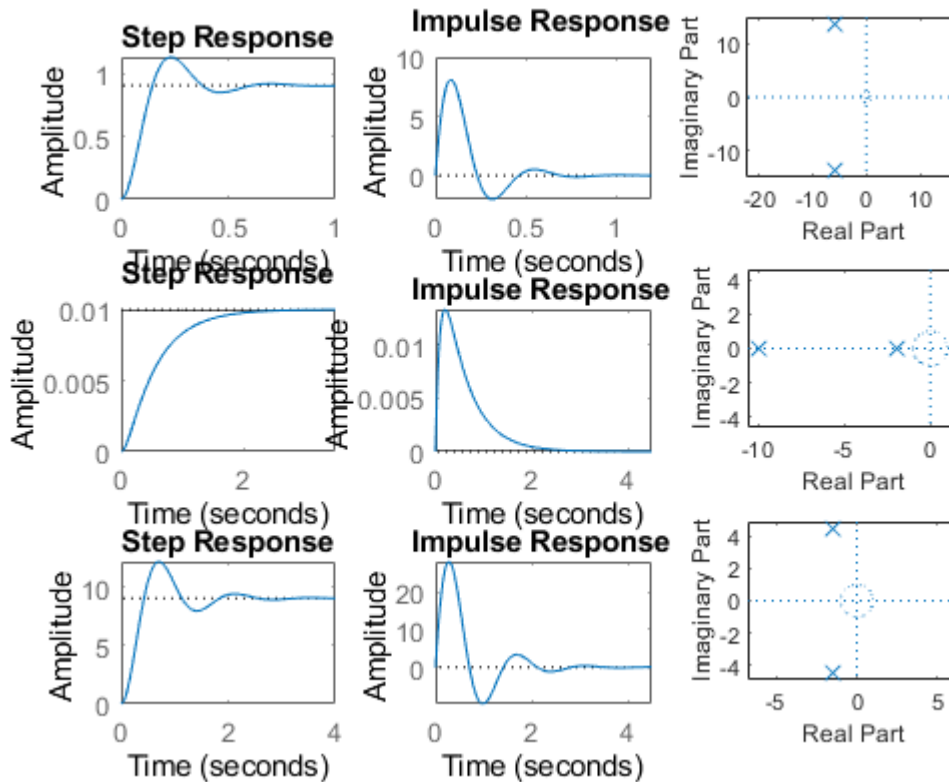 Step Response
Amplitude
1
0.5
0
0 0.5 1
Time (seconds)
Impulse Response
Amplitude
10
5
0
0 0.5 1
Time (seconds)
Imaginary Part
10
0
-10
-20 -10 0 10
Real Part
Step Response
Amplitude
0.01
0.005
0
0 2
Time (seconds)
Impulse Response
Amplitude
0.01
0.005
0
0 2 4
Time (seconds)
Imaginary Part
4
2
0
-2
-4
-10 -5 0
Real Part
Step Response
Amplitude
10
5
0
0 2 4
Time (seconds)
Impulse Response
Amplitude
20
10
0
0 2 4
Time (seconds)
Imaginary Part
4
2
0
-2
-4
-5 0 5
Real Part